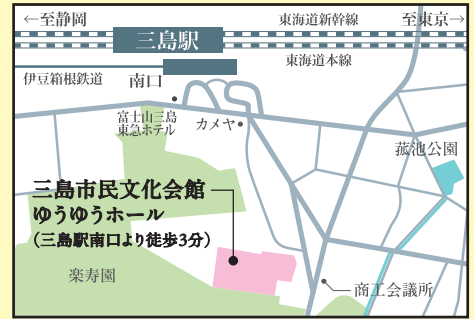 ←至静岡
東海道新幹線
至東京→
三島駅
東海道本線
伊豆箱根鉄道
南口
富士山三島
東急ホテル
カメヤ
菰池公園
三島市民文化会館
ゆうゆうホール
(三島駅南口より徒歩3分)
楽寿園
商工会議所